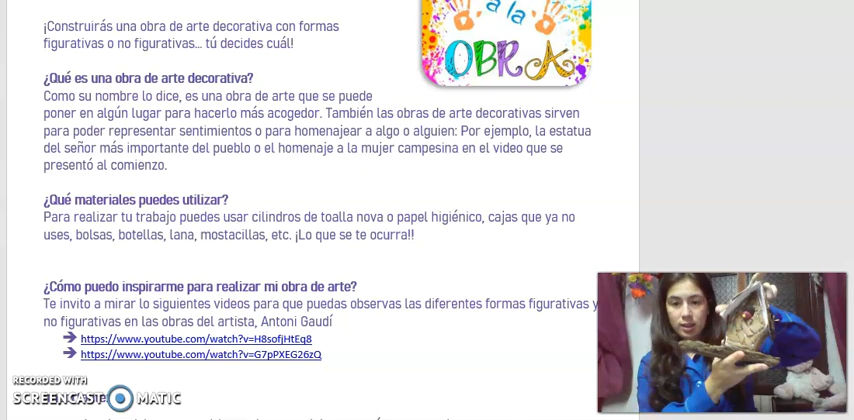 a la
OBRA
¡Construirás una obra de arte decorativa con formas
figurativas o no figurativas... tú decides cuál!
¿Qué es una obra de arte decorativa?
Como su nombre lo dice, es una obra de arte que se puede
poner en algún lugar para hacerlo más acogedor. También las obras de arte decorativas sirven
para poder representar sentimientos o para homenajear a algo o alguien: Por ejemplo, la estatua
del señor más importante del pueblo o el homenaje a la mujer campesina en el video que se
presentó al comienzo.
¿Qué materiales puedes utilizar?
Para realizar tu trabajo puedes usar cilindros de toalla nova o papel higiénico, cajas que ya no
uses, bolsas, botellas, lana, mostacillas, etc. ¡Lo que se te ocurra!!
¿Cómo puedo inspirarme para realizar mi obra de arte?
Te invito a mirar lo siguientes videos para que puedas observas las diferentes formas figurativas y
no figurativas en las obras del artista, Antoni Gaudí
https://www.youtube.com/watch?v=H8sofjHtEq8
https://www.youtube.com/watch?v=G7pPXEG26zQ
RECORDED WITH
SCREENCAST MATIC